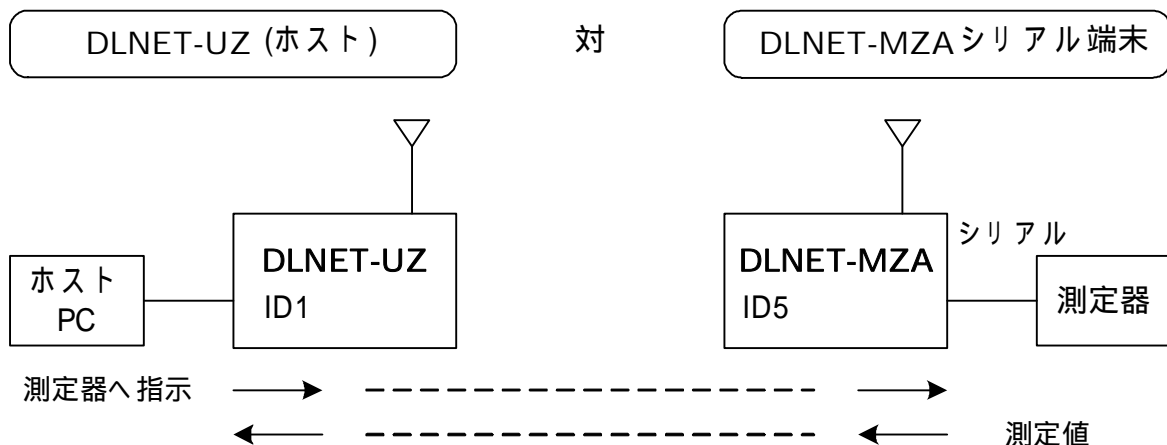 DLNET-UZ (ホスト)
対
DLNET-MZAシリアル端末
シリアル
DLNET-UZ
ID1
DLNET-MZA
ID5
ホスト
PC
測定器
測定器へ指示
測定値